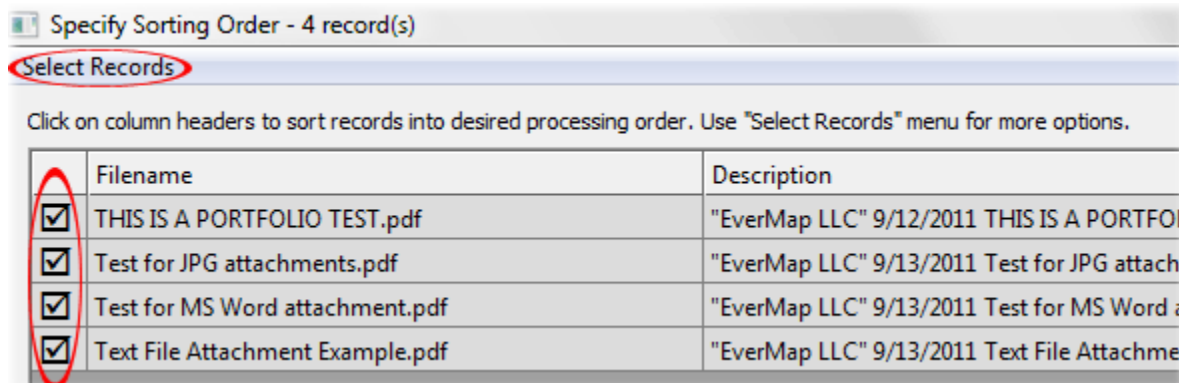 Specify Sorting Order - 4 record(s)
Select Records
Click on column headers to sort records into desired processing order. Use "Select Records" menu for more options.
Filename Description
THIS IS A PORTFOLIO TEST.pdf "EverMap LLC" 9/12/2011 THIS IS A PORTFOL
Test for JPG attachments.pdf "EverMap LLC" 9/13/2011 Test for JPG attach
Test for MS Word attachment.pdf "EverMap LLC" 9/13/2011 Test for MS Word
Text File Attachment Example.pdf "EverMap LLC" 9/13/2011 Text File Attachme